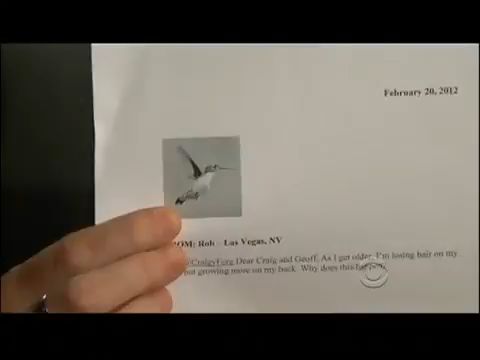 February 20, 2012
OM: Rob - Las Vegas, NV
CraigyFerg Dear Craig and Geoff, As I get older, I'm losing hair on my
but growing more on my back. Why does this happen?